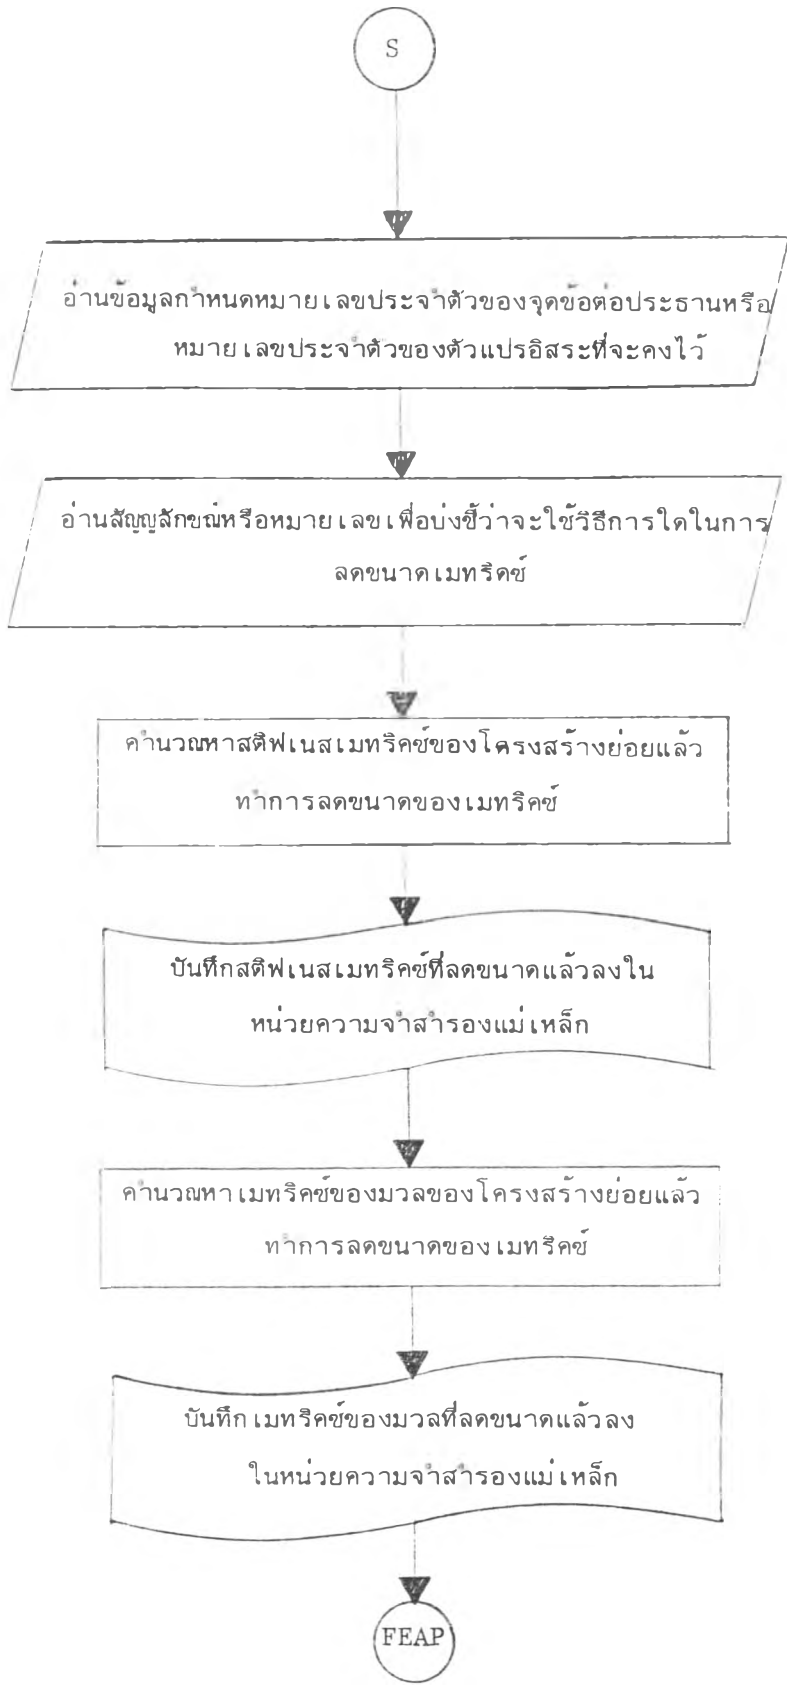 S
อ่านข้อมูลกำหนดหมายเลขประจำตัวของจุดข้อต่อประธานหรือ
หมายเลขประจำตัวของตัวแปรอิสระที่จะคงไว้
อ่านสัญญลักขณ์หรือหมายเลขเพื่อบ่งชี้ว่าจะใช้วิธีการใดในการ
ลดขนาดเมทริคซ์
คำนวณหาสติฟเนสเมทริคซ์ของโครงสร้างย่อยแล้ว
ทำการลดขนาดของเมทริคซ์
บันทึกสติฟเนสเมทริคซ์ที่ลดขนาดแล้วลงใน
หน่วยความจำสำรองแม่เหล็ก
คำนวณหาเมทริคซ์ของมวลของโครงสร้างย่อยแล้ว
ทำการลดขนาดของเมทริคซ์
บันทึกเมทริคซ์ของมวลที่ลดขนาดแล้วลง
ในหน่วยความจำสำรองแม่เหล็ก
FEAP